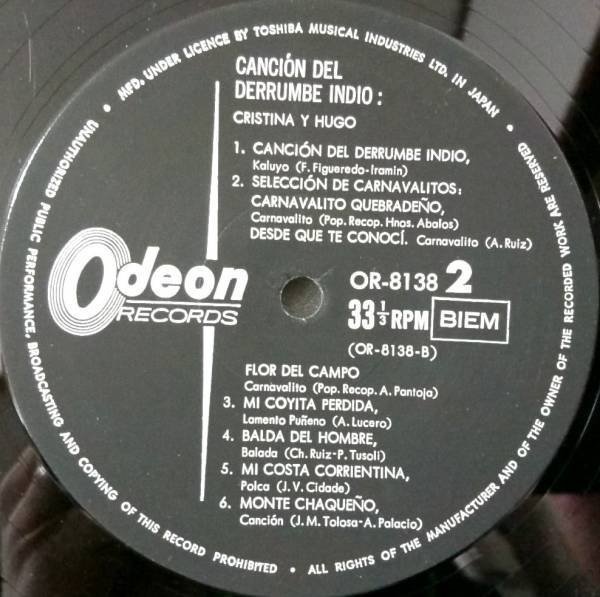 MFD. UNDER LICENCE BY TOSHIBA MUSICAL INDUSTRIES LTD. IN JAPAN •
CANCIÓN DEL
DERRUMBE INDIO:
CRISTINA Y HUGO
1. CANCIÓN DEL DERRUMBE INDIO,
Kaluyo (F. Figueredo-Iramin)
2. SELECCIÓN DE CARNAVALITOS:
CARNAVALITO QUEBRADEÑO,
Carnavalito (Pop. Recop. Hnos. Abalos)
DESDE QUE TE CONOCÍ. Carnavalito (A. Ruiz)
Odeon
RECORDS
OR-8138 2
33 1/3 RPM BIEM
(OR-8138-B)
FLOR DEL CAMPO
Carnavalito (Pop. Recop. A. Pantoja)
3. MI COYITA PERDIDA,
Lamento Puñeno (A. Lucero)
4. BALDA DEL HOMBRE,
Balada (Ch. Ruiz-P. Tusoli)
5. MI COSTA CORRIENTINA,
Polca (J. V. Cidade)
6. MONTE CHAQUEÑO,
Canción (J. M. Tolosa-A. Palacio)
ALL RIGHTS OF THE MANUFACTURER AND OF THE OWNER OF THE RECORDED WORK ARE RESERVED •
UNAUTHORIZED PUBLIC PERFORMANCE, BROADCASTING AND COPYING OF THIS RECORD PROHIBITED •